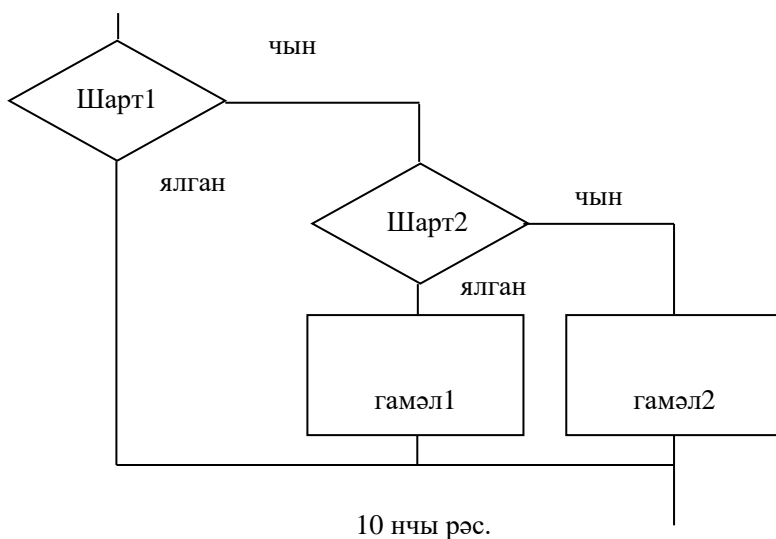 чын
Шарт1
ялган
чын
Шарт2
ялган
гамәл1
гамәл2
10 нчы рәс.